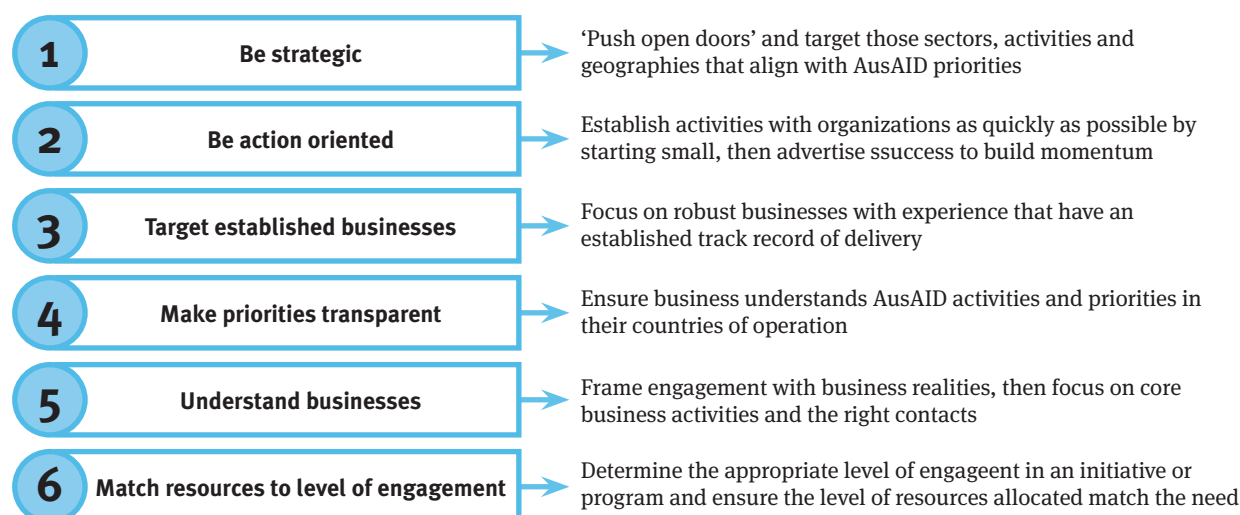 1
Be strategic
‘Push open doors’ and target those sectors, activities and
geographies that align with AusAID priorities
2
Be action oriented
Establish activities with organizations as quickly as possible by
starting small, then advertise ssuccess to build momentum
3
Target established businesses
Focus on robust businesses with experience that have an
established track record of delivery
4
Make priorities transparent
Ensure business understands AusAID activities and priorities in
their countries of operation
5
Understand businesses
Frame engagement with business realities, then focus on core
business activities and the right contacts
6
Match resources to level of engagement
Determine the appropriate level of engageent in an initiative or
program and ensure the level of resources allocated match the need